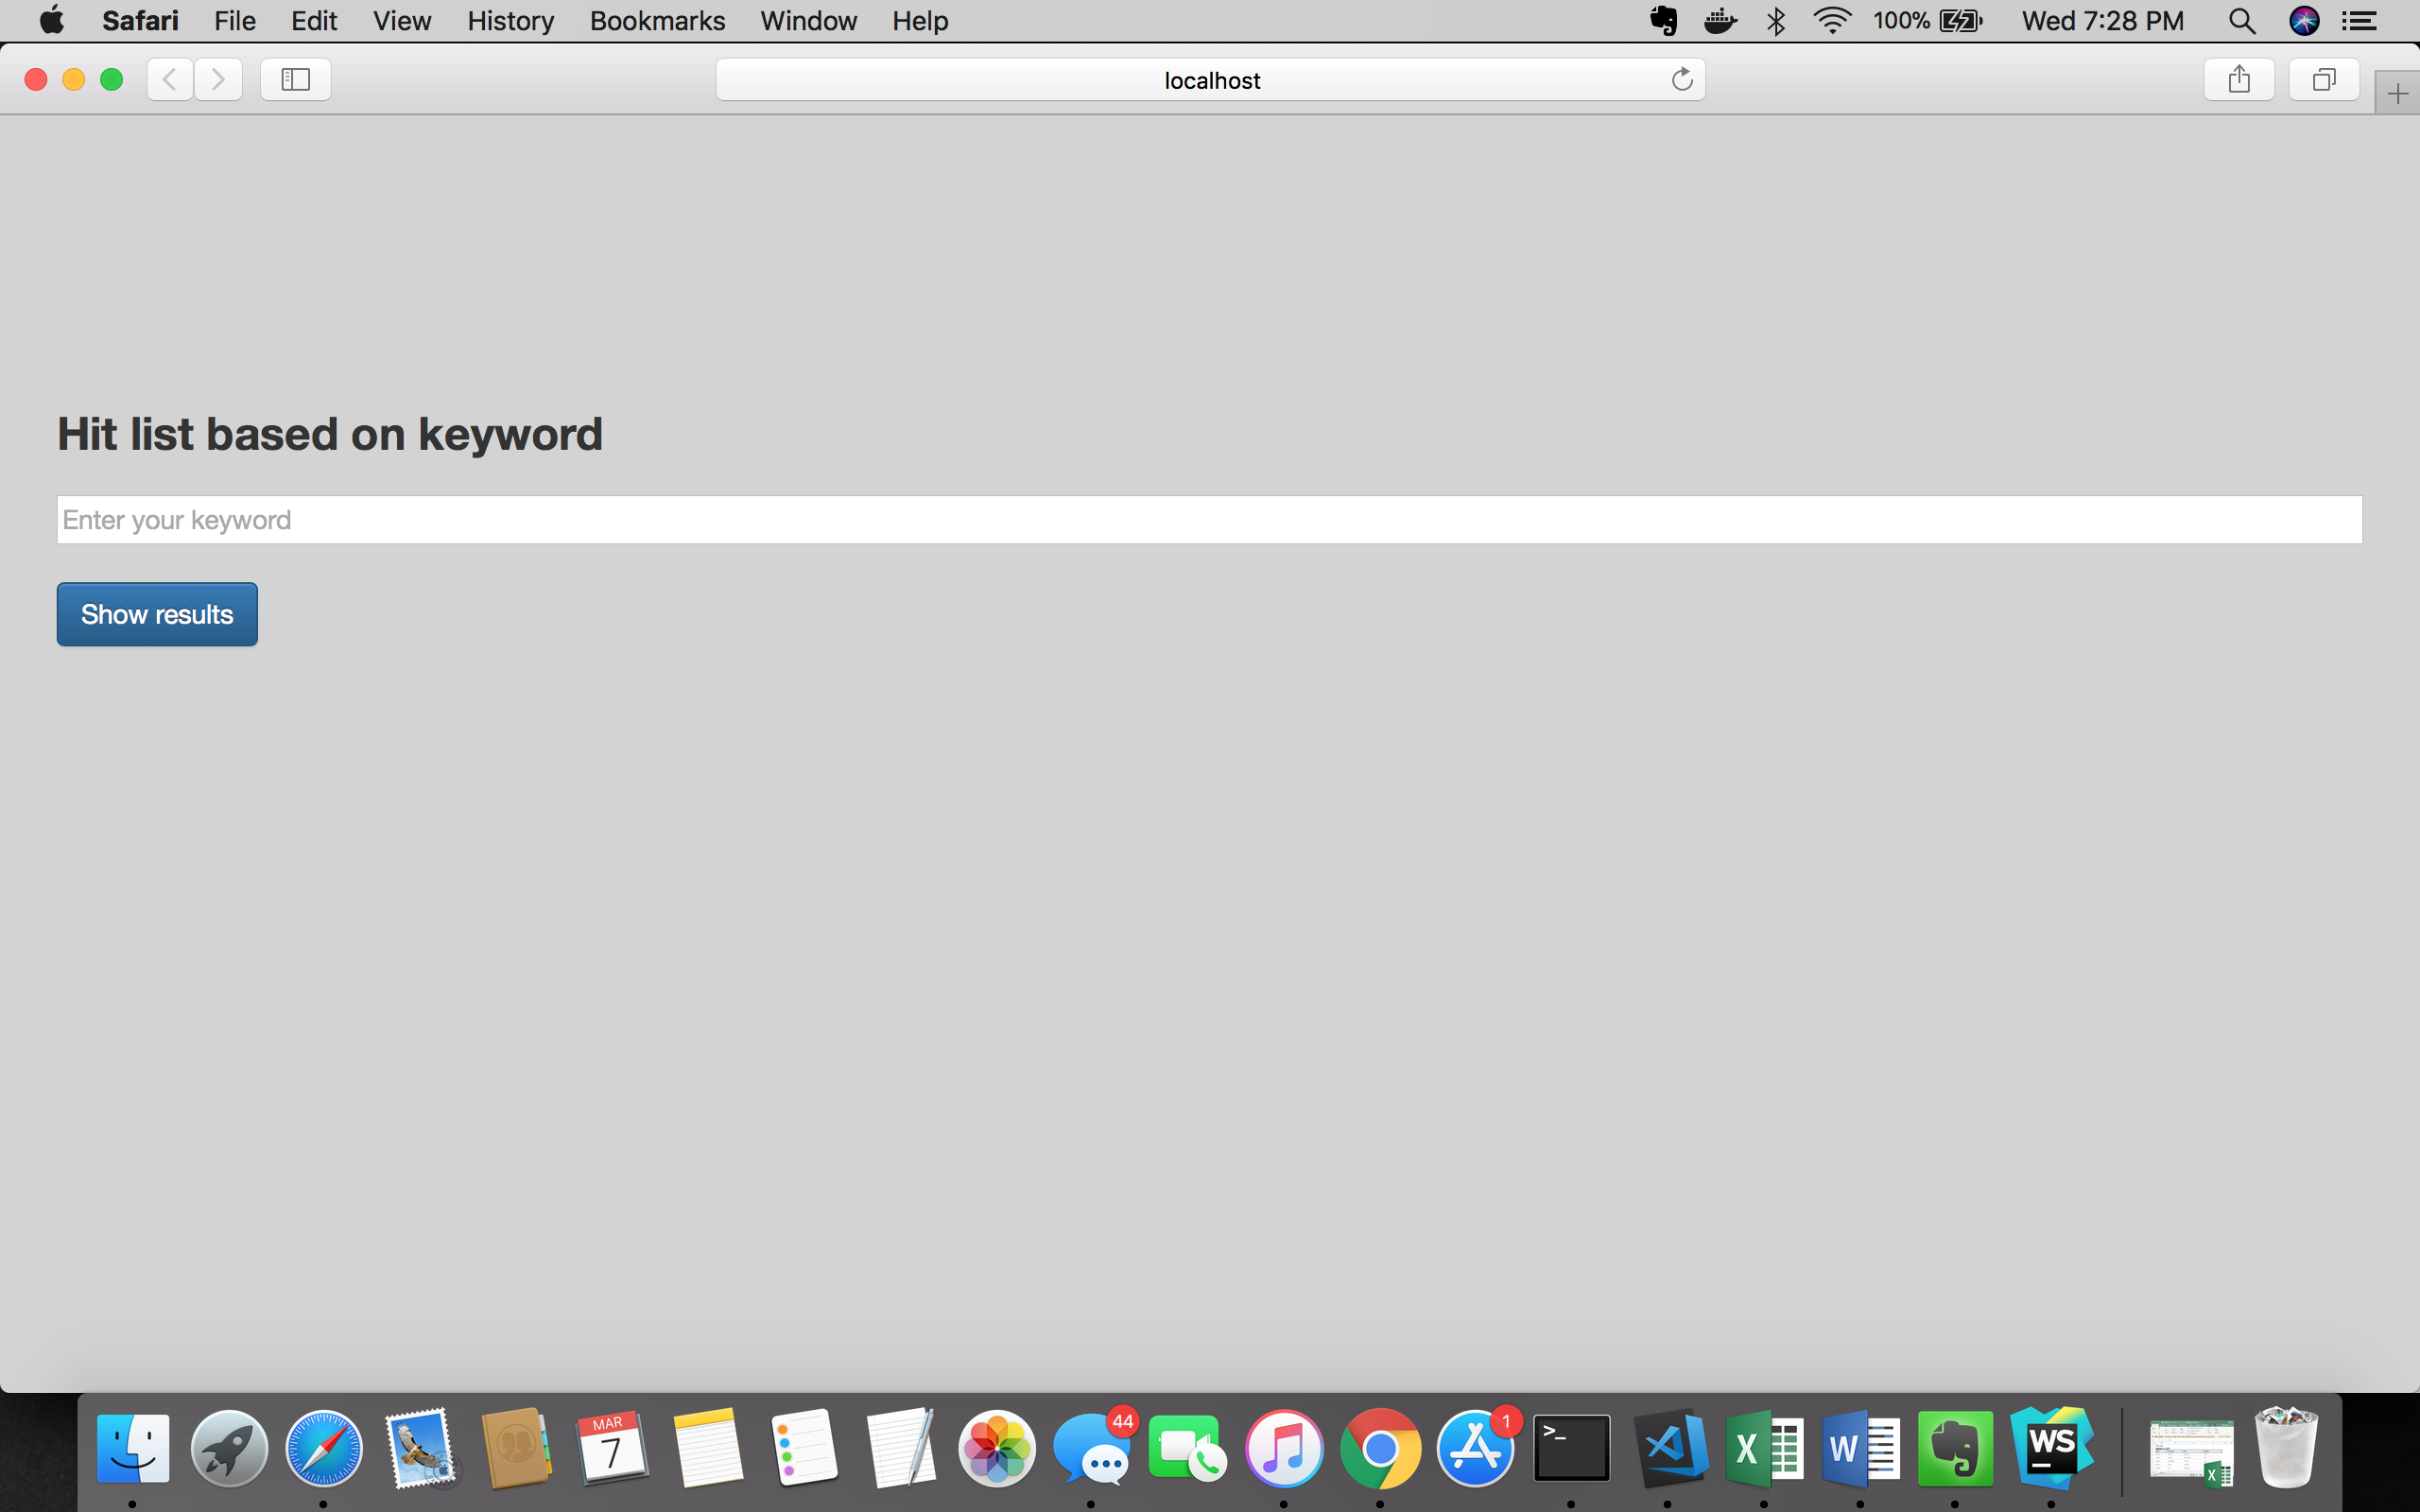 Safari File Edit View History Bookmarks Window Help 100% Wed 7:28 PM
localhost
Hit list based on keyword
Enter your keyword
Show results
MAR
7
44
1
>_
X
W
WS
X